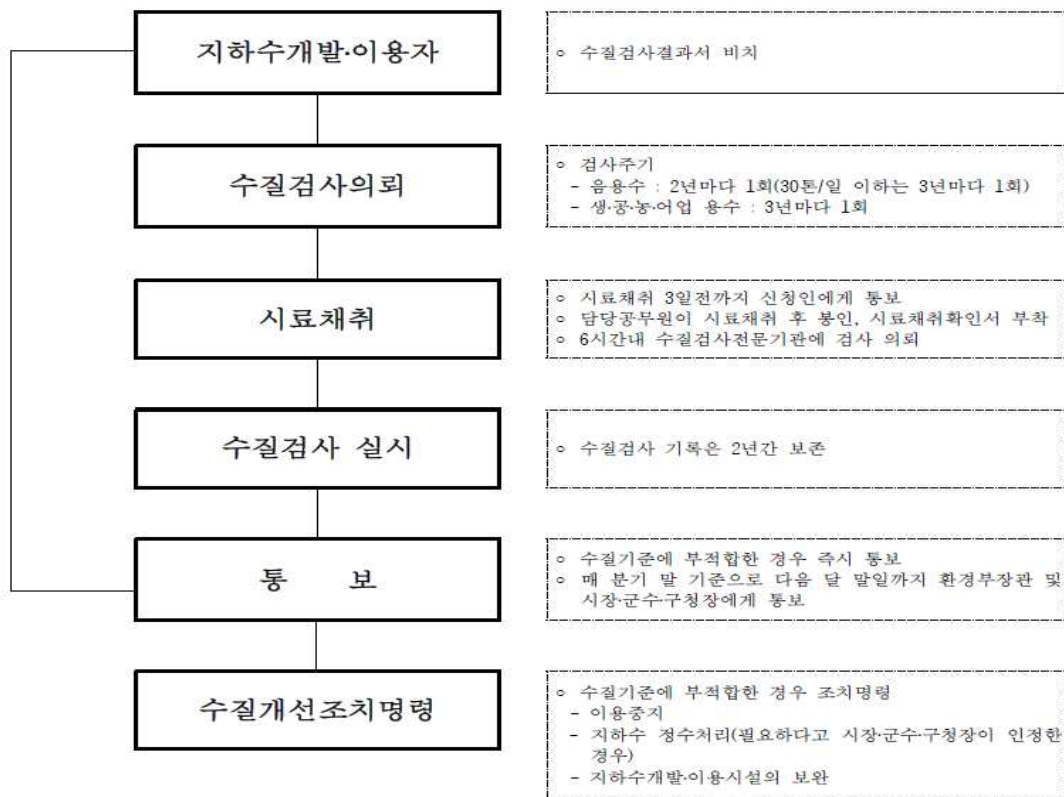 지하수개발·이용자
◦ 수질검사결과서 비치
수질검사의뢰
◦ 검사주기
- 음용수 : 2년마다 1회(30톤/일 이하는 3년마다 1회)
- 생·공·농·어업 용수 : 3년마다 1회
시료채취
◦ 시료채취 3일전까지 신청인에게 통보
◦ 담당공무원이 시료채취 후 봉인, 시료채취확인서 부착
◦ 6시간내 수질검사전문기관에 검사 의뢰
수질검사 실시
◦ 수질검사 기록은 2년간 보존
통 보
◦ 수질기준에 부적합한 경우 즉시 통보
◦ 매 분기 말 기준으로 다음 달 말일까지 환경부장관 및
시장·군수·구청장에게 통보
수질개선조치명령
◦ 수질기준에 부적합한 경우 조치명령
- 이용중지
- 지하수 정수처리(필요하다고 시장·군수·구청장이 인정한
경우)
- 지하수개발·이용시설의 보완